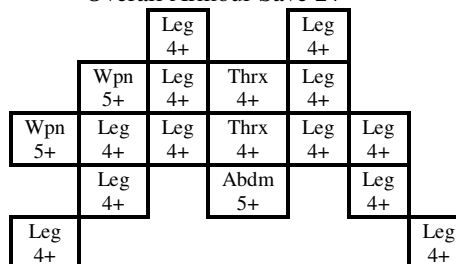 Overall Armour Save 2+
Leg Leg
4+ 4+
Wpn Leg Thrx Leg
5+ 4+ 4+ 4+
Wpn Leg Leg Thrx Leg Leg
5+ 4+ 4+ 4+ 4+ 4+
Leg Abdm Leg
4+ 5+ 4+
Leg Leg
4+ 4+